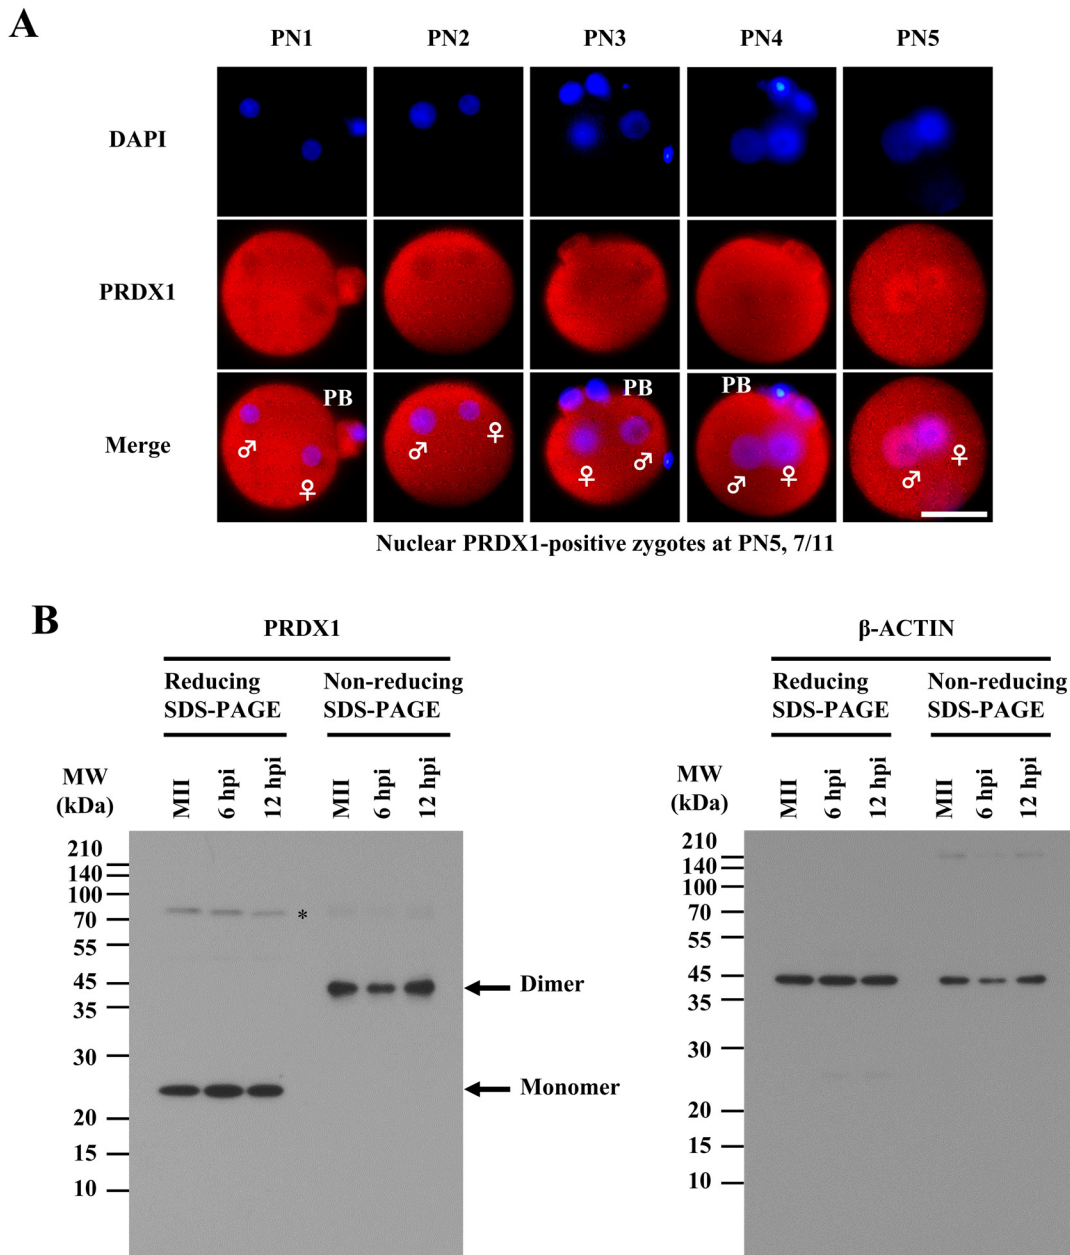 A
PN1 PN2 PN3 PN4 PN5
DAPI
PRDX1
Merge
PB PB PB
♂ ♀ ♂ ♀ ♀ ♂ ♂ ♀ ♂ ♀
Nuclear PRDX1-positive zygotes at PN5, 7/11
B
PRDX1
Reducing SDS-PAGE
Non-reducing SDS-PAGE
MW (kDa)
MII 6 hpi 12 hpi MII 6 hpi 12 hpi
210
140
100
70
55
45
35
30
20
15
10
*
Dimer
Monomer
β-ACTIN
Reducing SDS-PAGE
Non-reducing SDS-PAGE
MW (kDa)
MII 6 hpi 12 hpi MII 6 hpi 12 hpi
210
140
100
70
55
45
35
30
20
15
10